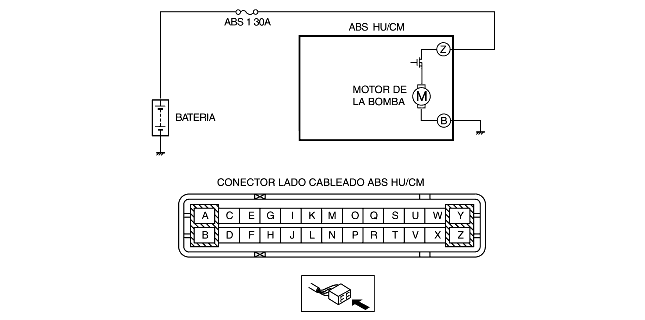 ABS 1 30A
ABS HU/CM
Z
MOTOR DE
LA BOMBA
M
BATERIA
B
CONECTOR LADO CABLEADO ABS HU/CM
A C E G I K M O Q S U W Y
B D F H J L N P R T V X Z